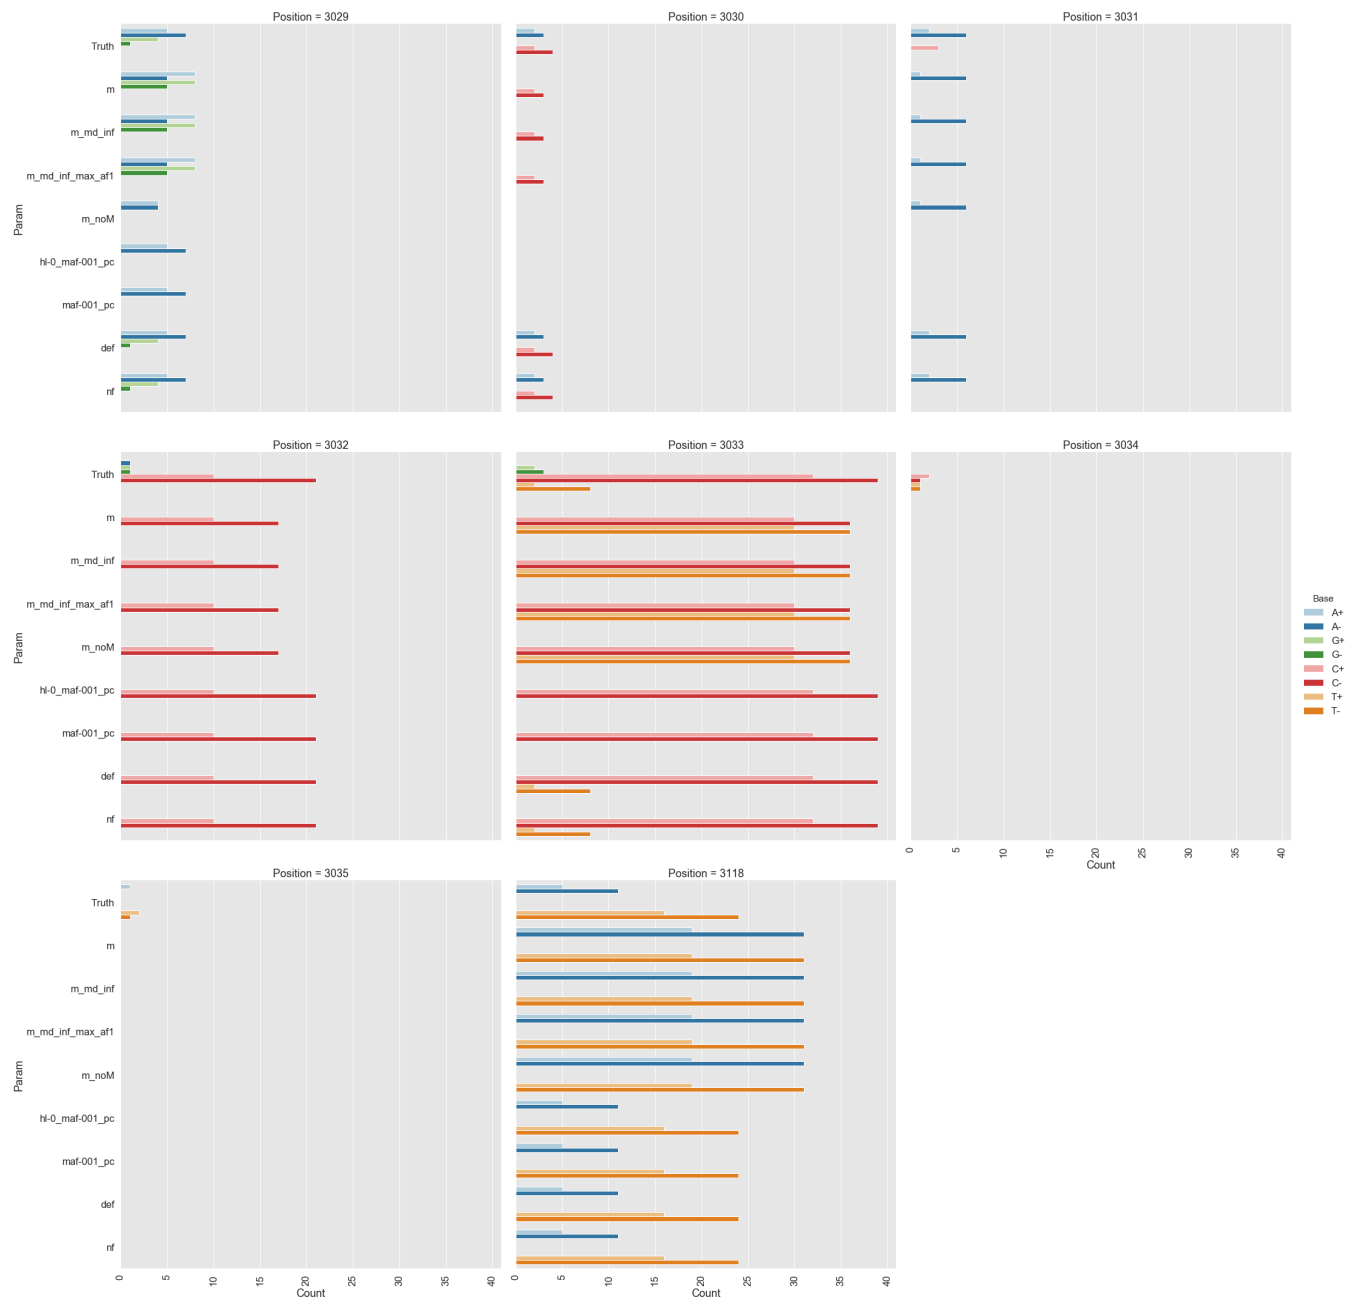 Position = 3029
Position = 3030
Position = 3031
Param
Truth
m
m_md_inf
m_md_inf_max_af1
m_noM
hl-0_maf-001_pc
maf-001_pc
def
nf
Position = 3032
Position = 3033
Position = 3034
Param
Truth
m
m_md_inf
m_md_inf_max_af1
m_noM
hl-0_maf-001_pc
maf-001_pc
def
nf
0 5 10 15 20 25 30 35 40
Count
Base
A+
A-
G+
G-
C+
C-
T+
T-
Position = 3035
Position = 3118
Param
Truth
m
m_md_inf
m_md_inf_max_af1
m_noM
hl-0_maf-001_pc
maf-001_pc
def
nf
0 5 10 15 20 25 30 35 40
Count
0 5 10 15 20 25 30 35 40
Count